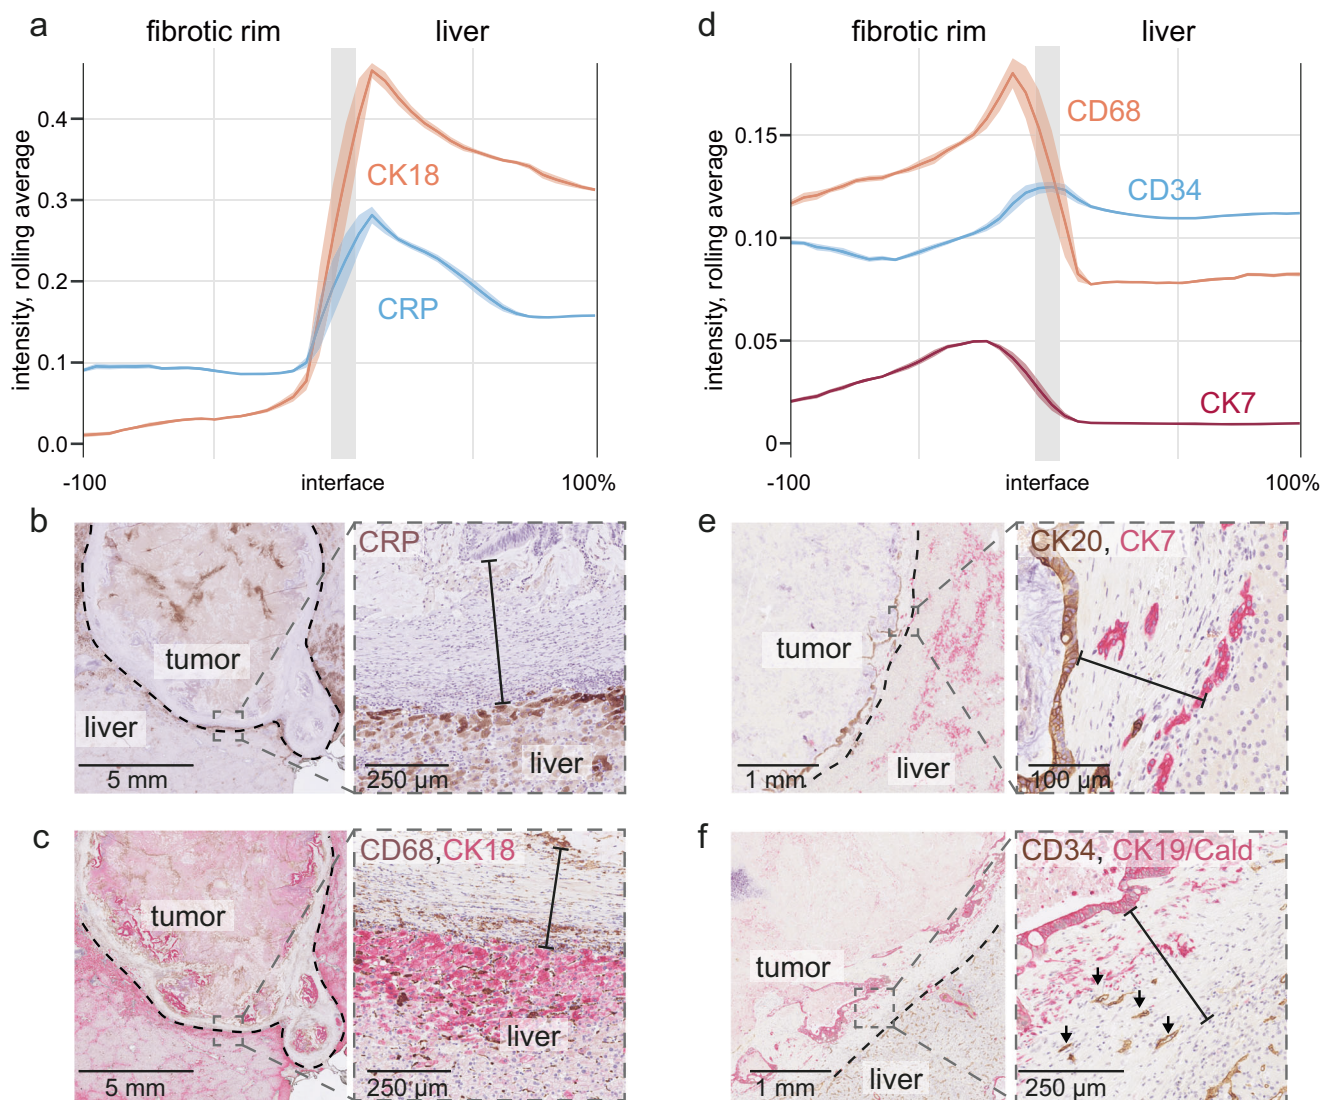 a
fibrotic rim
liver
intensity, rolling average
0.4
0.3
0.2
0.1
0.0
CK18
CRP
-100
interface
100%
d
fibrotic rim
liver
intensity, rolling average
0.15
0.10
0.05
0
CD68
CD34
CK7
-100
interface
100%
b
tumor
liver
5 mm
CRP
liver
250 µm
c
tumor
5 mm
CD68,CK18
liver
250 µm
e
tumor
liver
1 mm
CK20, CK7
100 µm
f
tumor
liver
1 mm
CD34, CK19/Cald
250 µm